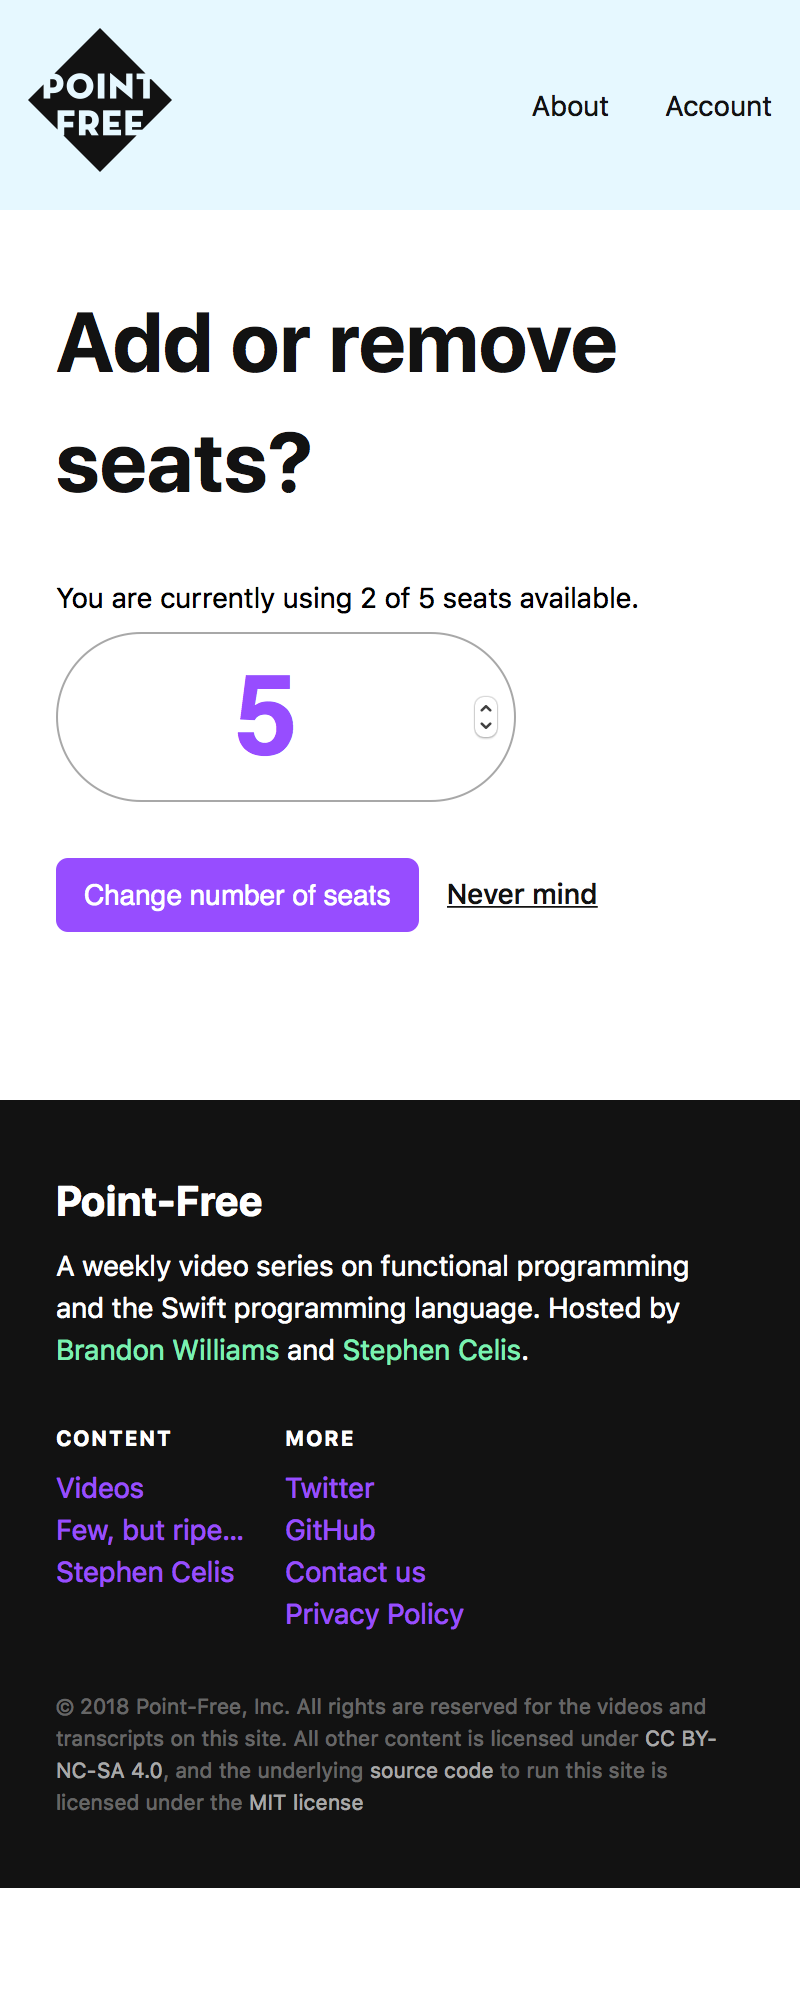 POINT
FREE
About Account
Add or remove
seats?
You are currently using 2 of 5 seats available.
5
Change number of seats Never mind
Point-Free
A weekly video series on functional programming
and the Swift programming language. Hosted by
Brandon Williams and Stephen Celis.
CONTENT MORE
Videos Twitter
Few, but ripe... GitHub
Stephen Celis Contact us
Privacy Policy
© 2018 Point-Free, Inc. All rights are reserved for the videos and
transcripts on this site. All other content is licensed under CC BY-
NC-SA 4.0, and the underlying source code to run this site is
licensed under the MIT license